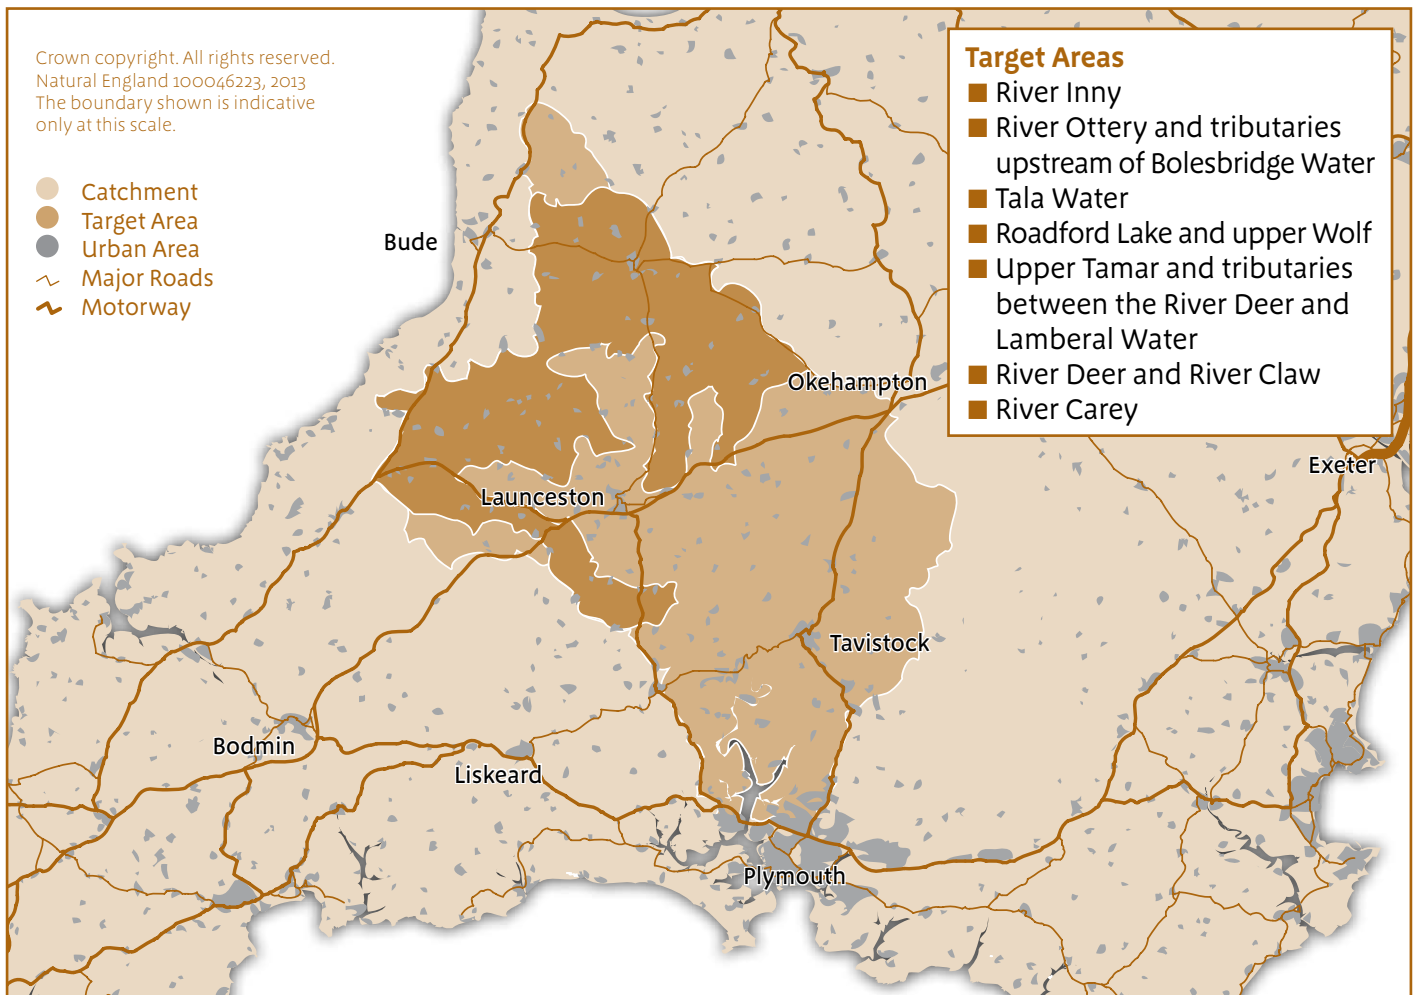 Crown copyright. All rights reserved.
Natural England 100046223, 2013
The boundary shown is indicative
only at this scale.
Catchment
Target Area
Urban Area
Major Roads
Motorway
Target Areas
River Inny
River Ottery and tributaries
upstream of Bolesbridge Water
Tala Water
Roadford Lake and upper Wolf
Upper Tamar and tributaries
between the River Deer and
Lamberal Water
River Deer and River Claw
River Carey
Bude
Okehampton
Exeter
Launceston
Tavistock
Bodmin
Liskeard
Plymouth